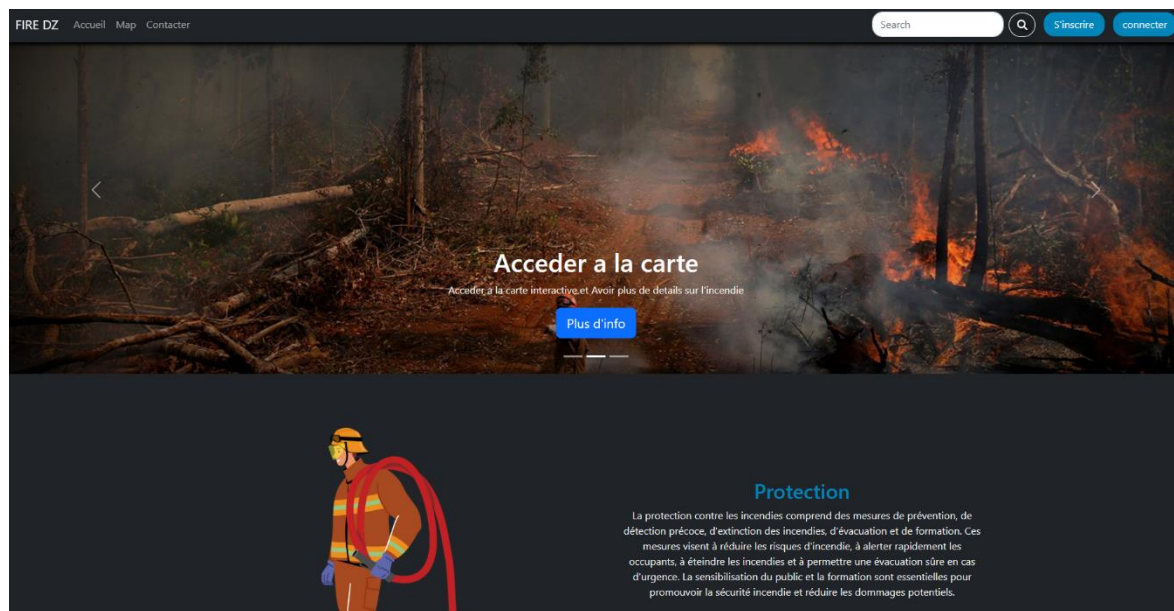 FIRE DZ Accueil Map Contacter Search S'inscrire connecter
Acceder a la carte
Acceder a la carte interactive et Avoir plus de details sur l'incendie
Plus d'info
Protection
La protection contre les incendies comprend des mesures de prévention, de
détection précoce, d'extinction des incendies, d'évacuation et de formation. Ces
mesures visent à réduire les risques d'incendie, à alerter rapidement les
occupants, à éteindre les incendies et à permettre une évacuation sûre en cas
d'urgence. La sensibilisation du public et la formation sont essentielles pour
promouvoir la sécurité incendie et réduire les dommages potentiels.